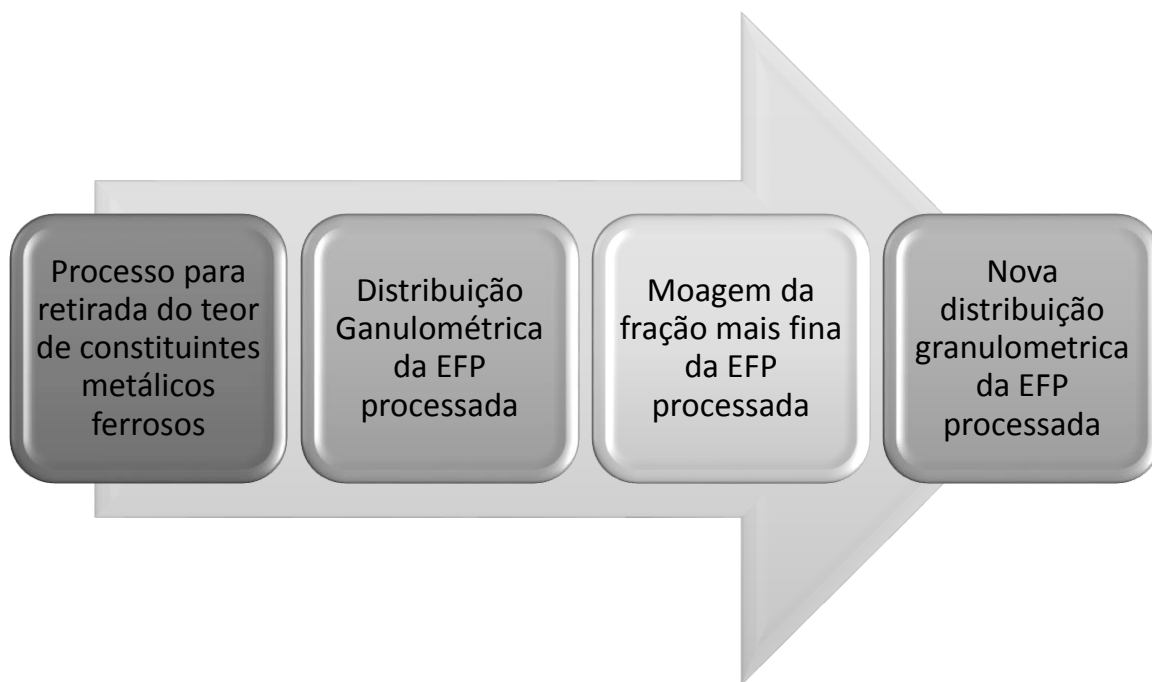 Processo para
retirada do teor
de constituintes
metálicos
ferrosos
Distribuição
Ganulométrica
da EFP
processada
Moagem da
fração mais fina
da EFP
processada
Nova
distribuição
granulometrica
da EFP
processada